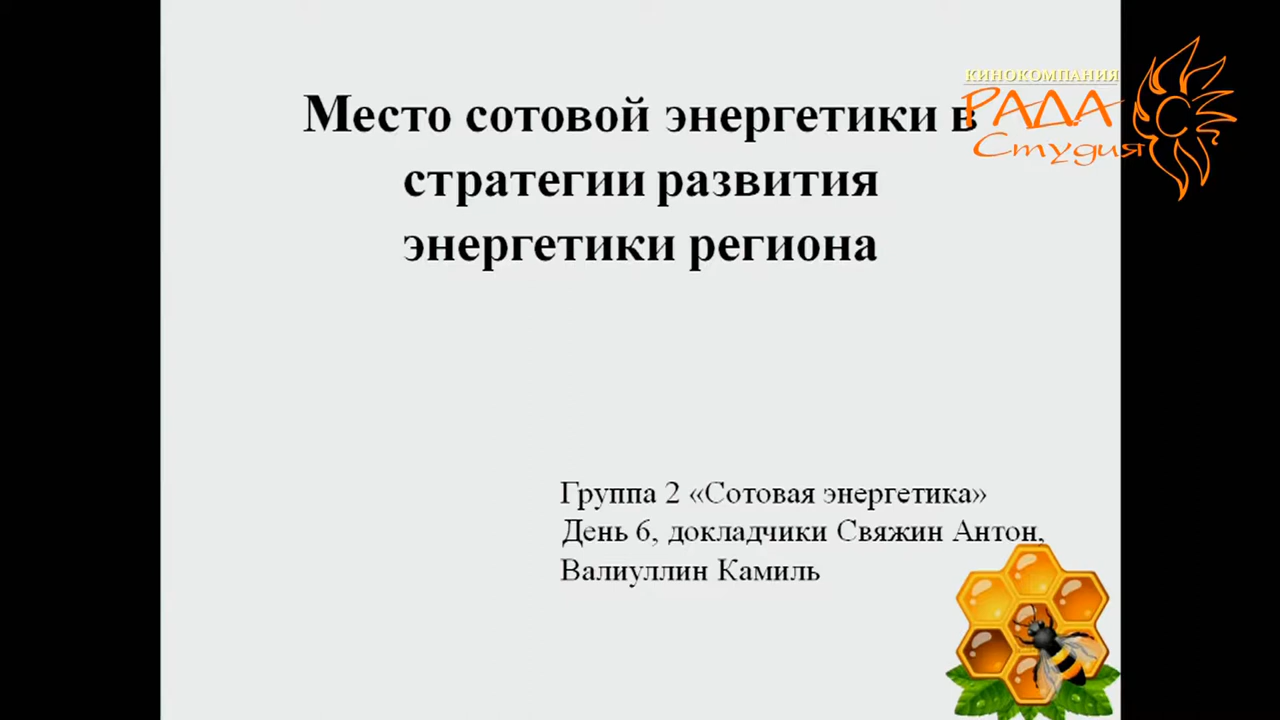 КИНОКОМПАНИЯ
РАДА
Студия
Место сотовой энергетики в
стратегии развития
энергетики региона
Группа 2 «Сотовая энергетика»
День 6, докладчики Свяжин Антон,
Валиуллин Камиль